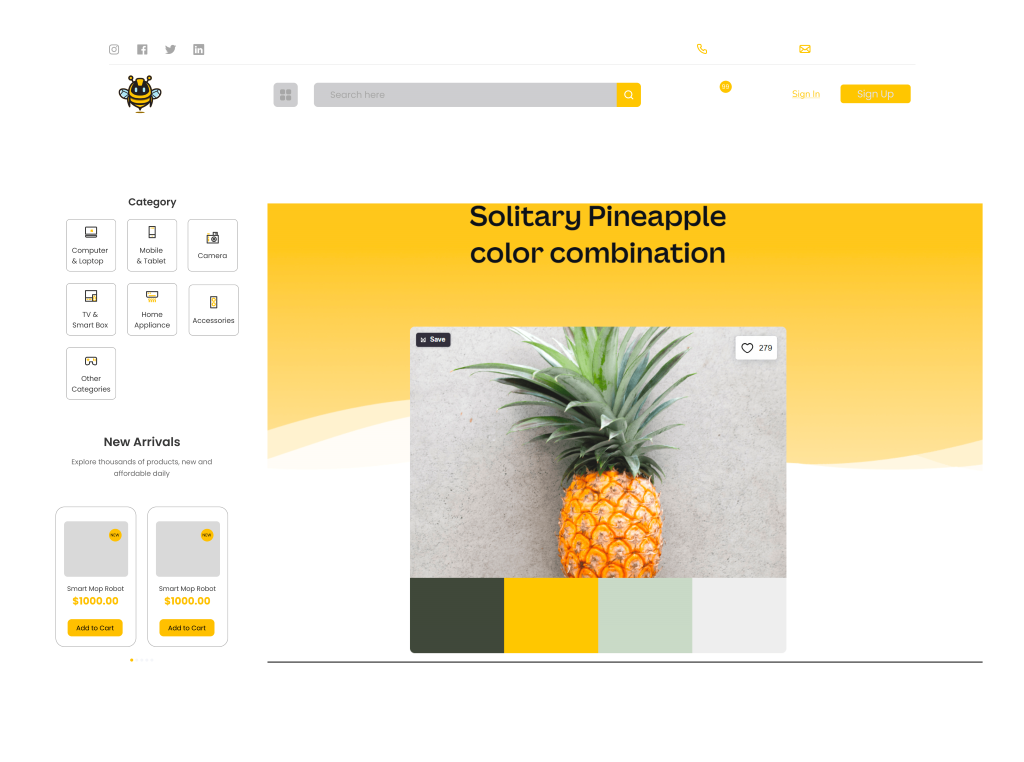 Search here
99
Sign In
Sign Up
Category
Computer
& Laptop
Mobile
& Tablet
Camera
TV &
Smart Box
Home
Appliance
Accessories
Other
Categories
New Arrivals
Explore thousands of products, new and
affordable daily
NEW
Smart Mop Robot
$1000.00
Add to Cart
NEW
Smart Mop Robot
$1000.00
Add to Cart
Solitary Pineapple
color combination
Save
279